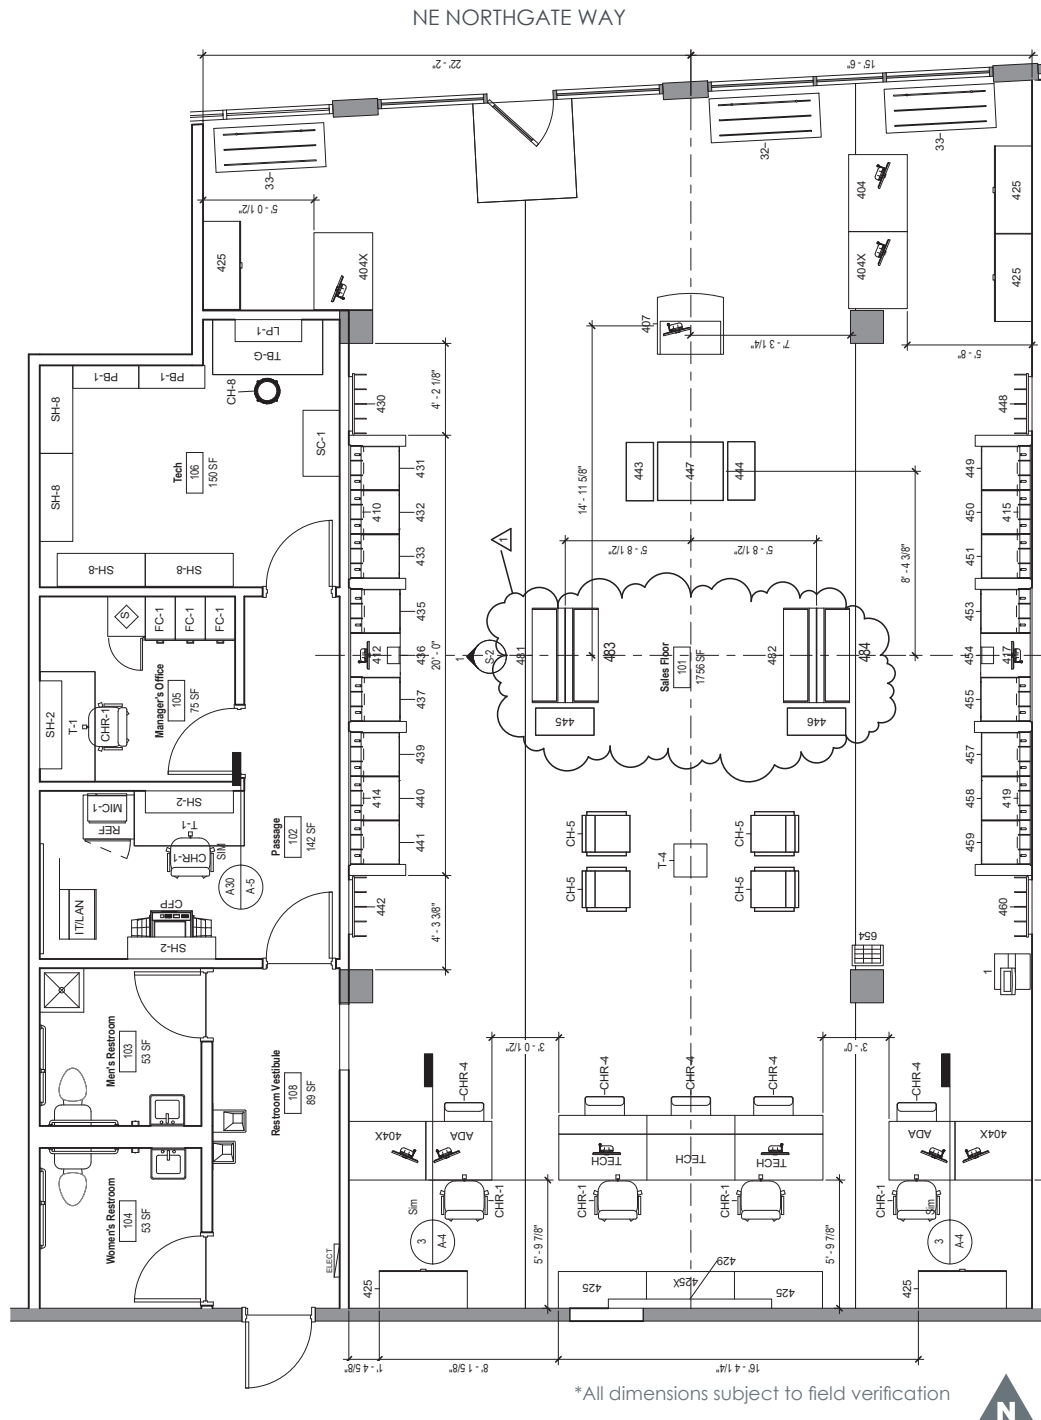 NE NORTHGATE WAY
22' - 2"
15' - 6"
33
32
33
5' - 0 1/2"
425
404X
404
404X
425
425
407
7' - 3 1/4"
5' - 8"
LP-1
TB-G
CH-8
PB-1
PB-1
SH-8
SH-8
SC-1
Tech
106
150 SF
SH-8
SH-8
4' - 2 1/8"
430
431
410
432
433
435
412
436
20' - 0"
437
439
414
440
441
442
4' - 3 3/8"
14' - 11 5/8"
443
447
444
5' - 8 1/2"
5' - 8 1/2"
8' - 4 3/8"
1
1
S-2
481
483
482
484
Sales Floor
101
1756 SF
445
446
448
449
450
415
451
453
454
417
455
457
458
419
459
460
S
FC-1
FC-1
FC-1
SH-2
T-1
CHR-1
Manager's Office
105
75 SF
MIC-1
REF
SH-2
T-1
CHR-1
SIM
Passage
102
142 SF
A30
A-5
IT/LAN
CFP
SH-2
CH-5
CH-5
CH-5
CH-5
T-4
654
1
Men's Restroom
103
53 SF
Restroom Vestibule
108
89 SF
Women's Restroom
104
53 SF
ELECT
3' - 0 1/2"
3' - 0"
CHR-4
CHR-4
CHR-4
CHR-4
CHR-4
404X
ADA
TECH
TECH
TECH
ADA
404X
CHR-1
CHR-1
CHR-1
CHR-1
Sim
3
A-4
Sim
3
A-4
5' - 9 7/8"
5' - 9 7/8"
425
425
425X
425
429
425
1' - 4 5/8"
8' - 1 5/8"
16' - 4 1/4"
*All dimensions subject to field verification
N